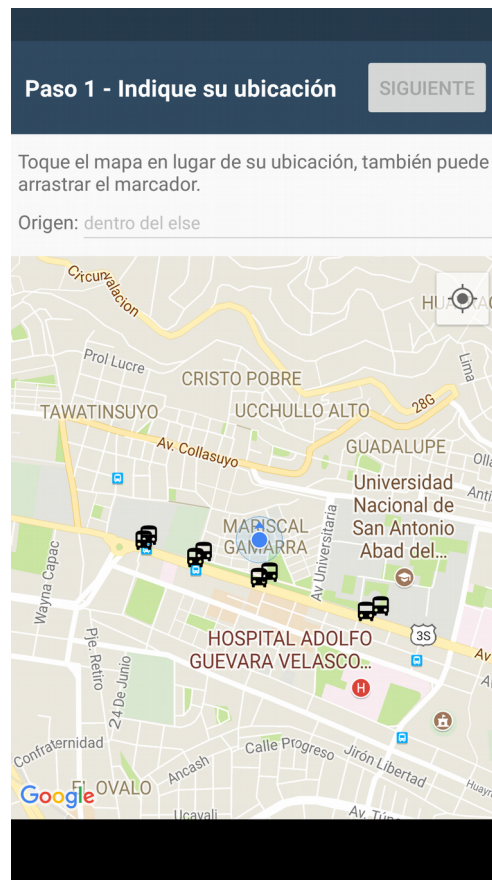 Paso 1 - Indique su ubicación
SIGUIENTE
Toque el mapa en lugar de su ubicación, también puede
arrastrar el marcador.
Origen: dentro del else
Circunvalacion
Prol Lucre
CRISTO POBRE
TAWATINSUYO
UCCHULLO ALTO
28G
Lima
Av. Collasuyo
GUADALUPE
Universidad
Nacional de
San Antonio
Abad del...
MARISCAL
GAMARRA
Av Universitaria
Wayna Capac
3S
Av
HOSPITAL ADOLFO
GUEVARA VELASCO...
H
Pje. Retiro
24 De Junio
Confraternidad
Calle Progreso
Jirón Libertad
Ancash
EL OVALO
Google
Ucayali